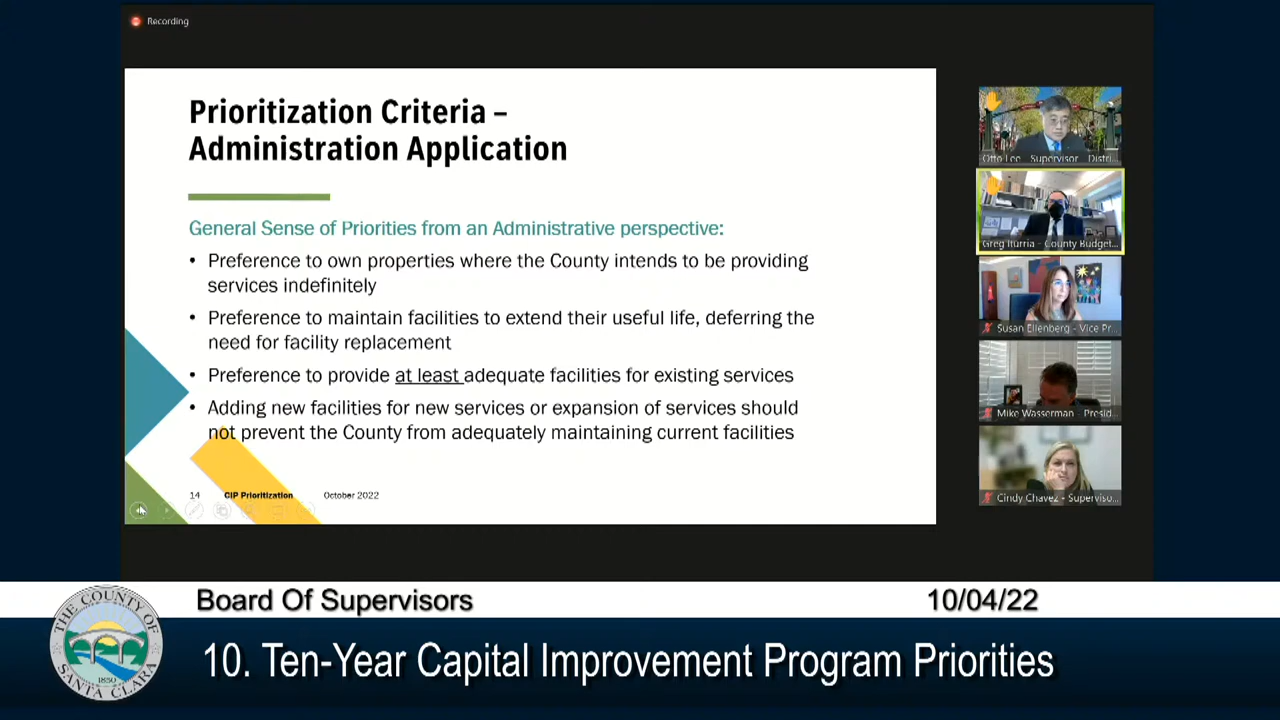 Recording
Prioritization Criteria –
Administration Application
General Sense of Priorities from an Administrative perspective:
• Preference to own properties where the County intends to be providing
services indefinitely
• Preference to maintain facilities to extend their useful life, deferring the
need for facility replacement
• Preference to provide at least adequate facilities for existing services
• Adding new facilities for new services or expansion of services should
not prevent the County from adequately maintaining current facilities
14 CIP Prioritization October 2022
Otto Lee - Supervisor - Distri...
Greg Iturria - County Budget...
Susan Ellenberg - Vice Pr...
Mike Wasserman - Presid...
Cindy Chavez - Superviso...
Board Of Supervisors 10/04/22
10. Ten-Year Capital Improvement Program Priorities
THE COUNTY OF
SANTA CLARA
1850